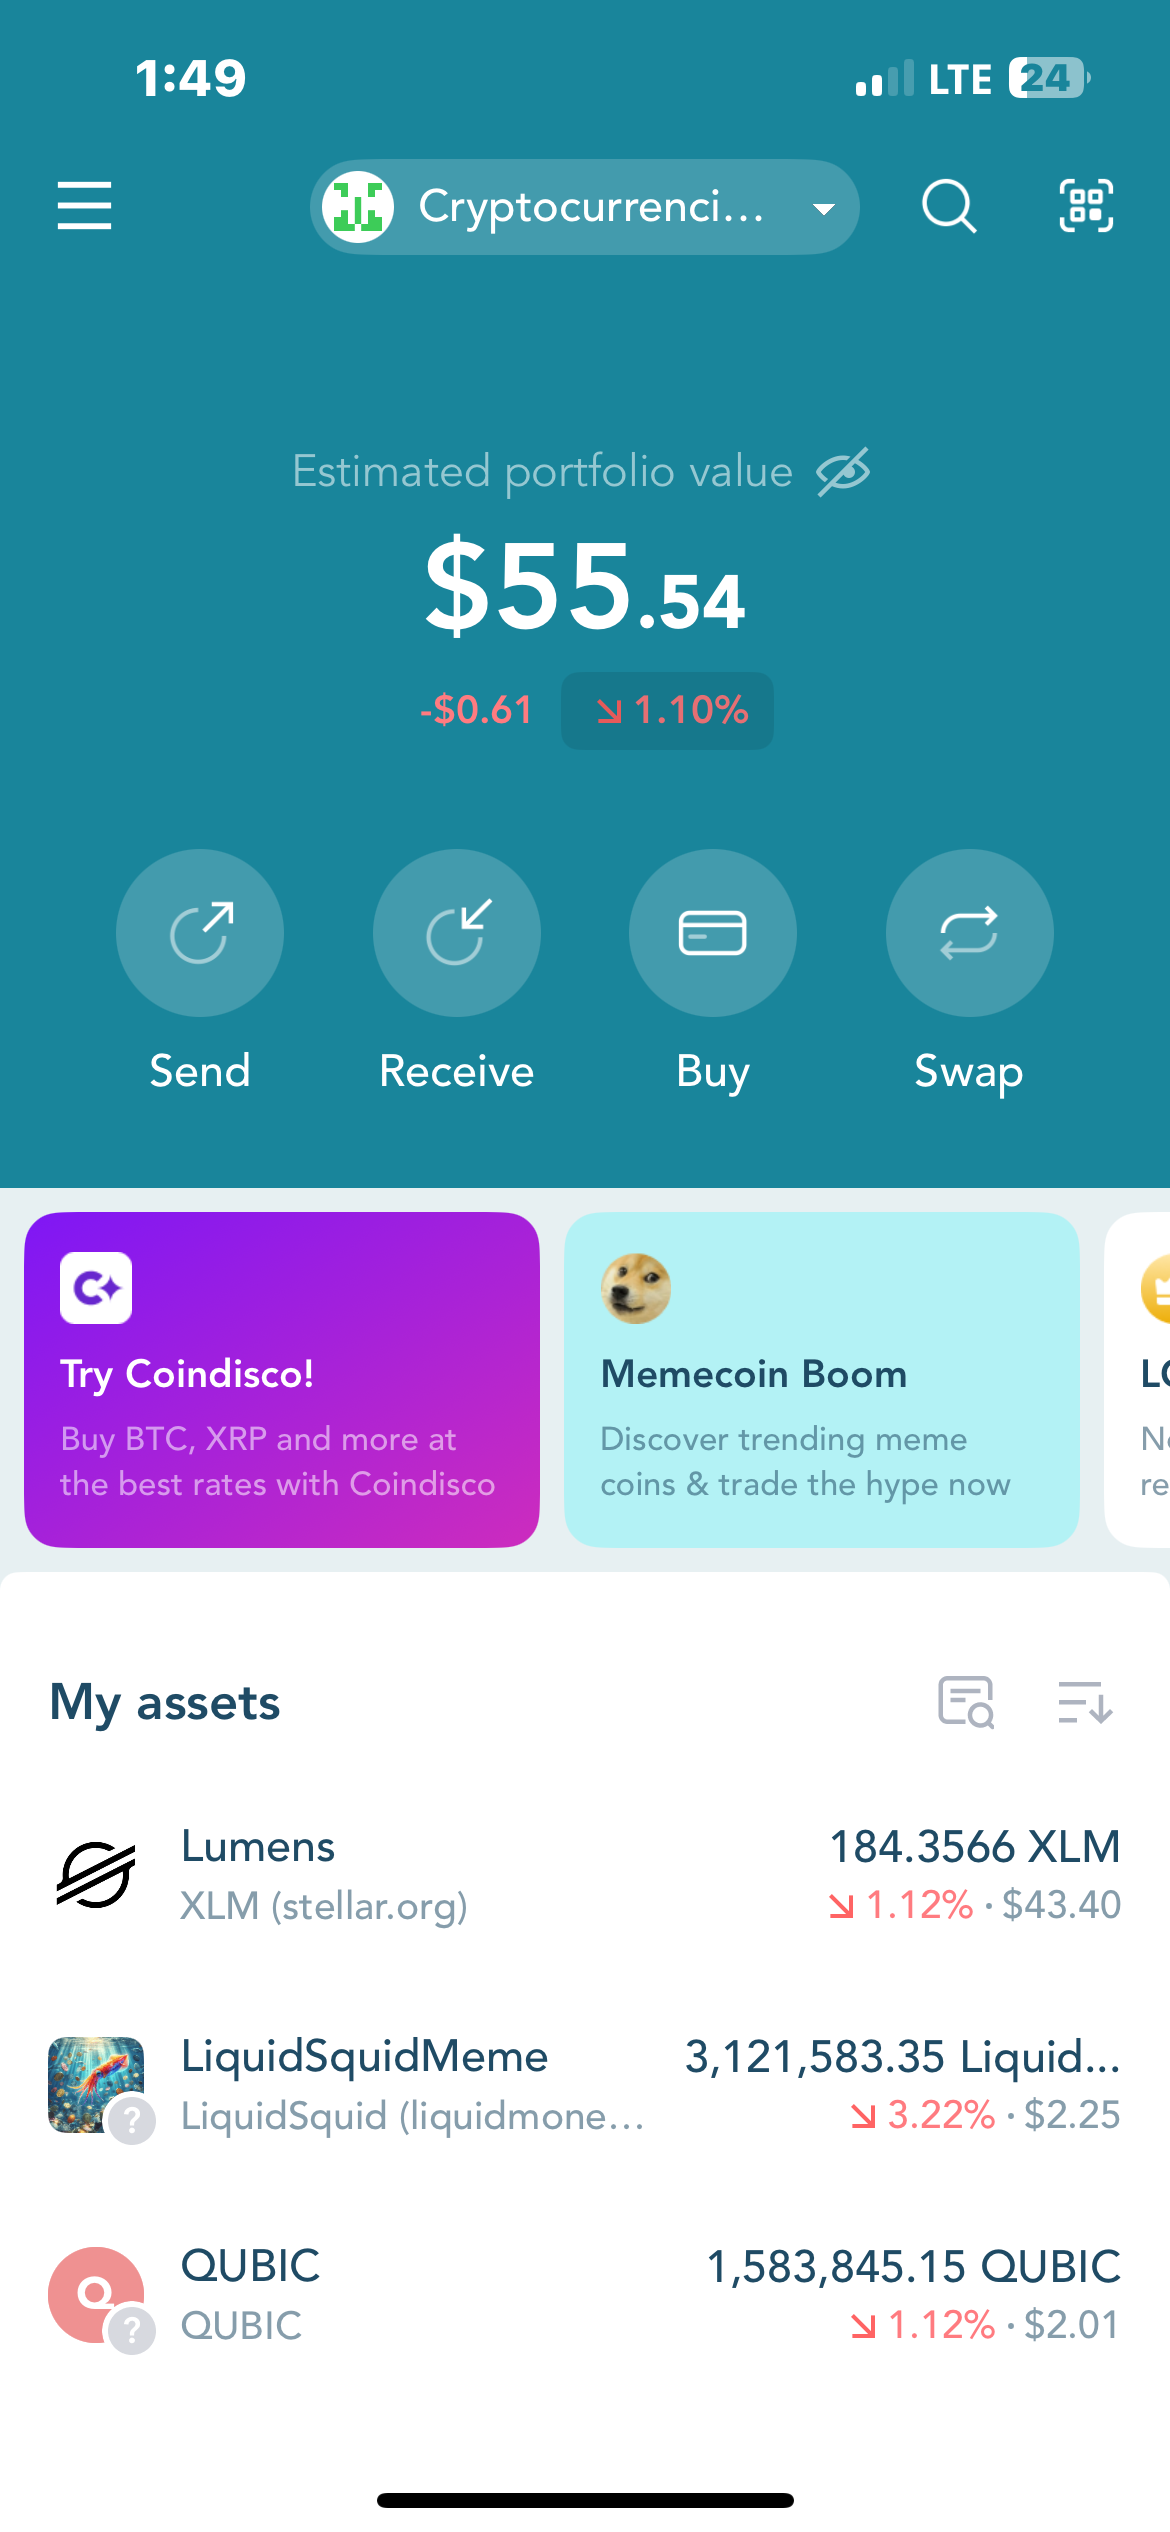 1:49
LTE 24
Cryptocurrenci...
Estimated portfolio value
$55.54
-$0.61 1.10%
Send Receive Buy Swap
Try Coindisco!
Buy BTC, XRP and more at
the best rates with Coindisco
Memecoin Boom
Discover trending meme
coins & trade the hype now
My assets
Lumens 184.3566 XLM
XLM (stellar.org) 1.12% · $43.40
LiquidSquidMeme 3,121,583.35 Liquid...
? LiquidSquid (liquidmone... 3.22% · $2.25
QUBIC 1,583,845.15 QUBIC
? QUBIC 1.12% · $2.01